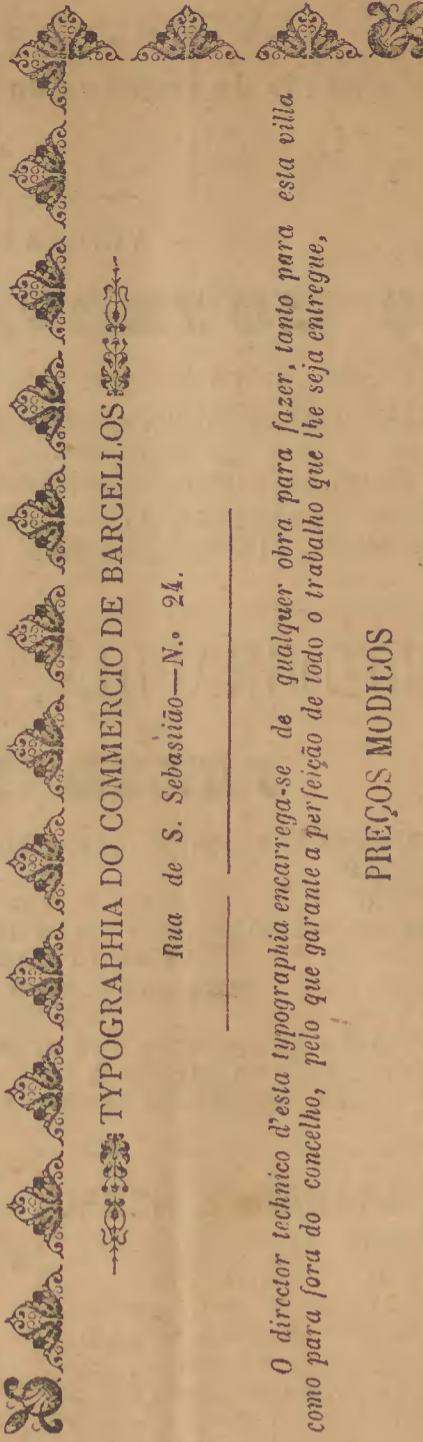 TYPOGRAPHIA DO COMMERCIO DE BARCELLOS
Rua de S. Sebastião—N.º 24.
O director technico d'esta typographia encarrega-se de qualquer obra para fazer, tanto para esta villa
como para fora do concelho, pelo que garante a perfeição de todo o trabalho que lhe seja entregue,
PREÇOS MODICOS